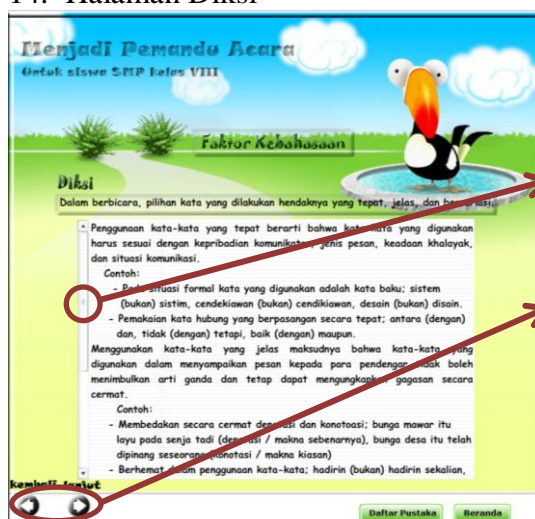 14. Halaman Diksi
Menjadi Pemandu Acara
Untuk siswa SMP kelas VIII
Faktor Kebahasaan
Diksi
Dalam berbicara, pilihan kata yang dilakukan hendaknya yang tepat, jelas, dan bervariasi.
Penggunaan kata-kata yang tepat berarti bahwa kata-kata yang digunakan
harus sesuai dengan kepribadian komunikator, jenis pesan, keadaan khalayak,
dan situasi komunikasi.
Contoh:
- Pada situasi formal kata yang digunakan adalah kata baku; sistem
(bukan) sistim, cendekiawan (bukan) cendikiawan, desain (bukan) disain.
- Pemakaian kata hubung yang berpasangan secara tepat; antara (dengan)
dan, tidak (dengan) tetapi, baik (dengan) maupun.
Menggunakan kata-kata yang jelas maksudnya bahwa kata-kata yang
digunakan dalam menyampaikan pesan kepada para pendengar tidak boleh
menimbulkan arti ganda dan tetap dapat mengungkapkan gagasan secara
cermat.
Contoh:
- Membedakan secara cermat denotasi dan konotoasi; bunga mawar itu
layu pada senja tadi (denotasi / makna sebenarnya), bunga desa itu telah
dipinang seseorang (konotasi / makna kiasan)
- Berhemat dalam penggunaan kata-kata; hadirin (bukan) hadirin sekalian,
kembali lanjut
Daftar Pustaka Beranda